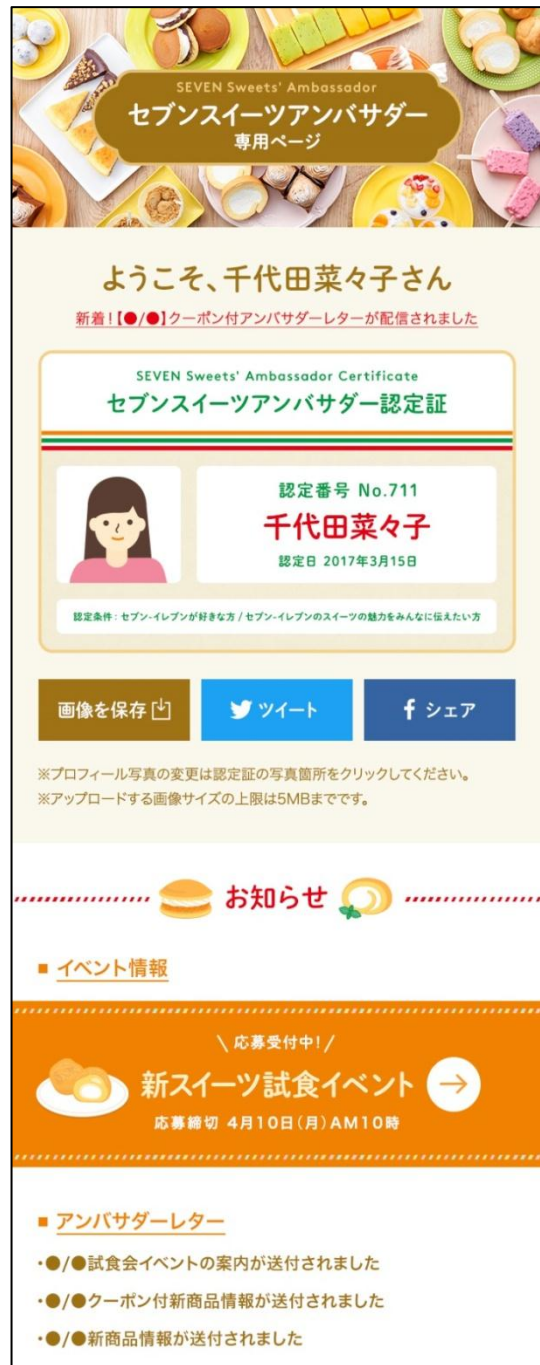 SEVEN Sweets' Ambassador
セブンスイーツアンバサダー
専用ページ
ようこそ、千代田菜々子さん
新着！【●/●】クーポン付アンバサダーレターが配信されました
SEVEN Sweets' Ambassador Certificate
セブンスイーツアンバサダー認定証
認定番号 No.711
千代田菜々子
認定日 2017年3月15日
認定条件：セブン-イレブンが好きな方 / セブン-イレブンのスイーツの魅力をみんなに伝えたい方
画像を保存
ツイート
f シェア
※プロフィール写真の変更は認定証の写真箇所をクリックしてください。
※アップロードする画像サイズの上限は5MBまでです。
お知らせ
■ イベント情報
\ 応募受付中！ /
新スイーツ試食イベント
応募締切 4月10日（月）AM10時
■ アンバサダーレター
・●/●試食会イベントの案内が送付されました
・●/●クーポン付新商品情報が送付されました
・●/●新商品情報が送付されました